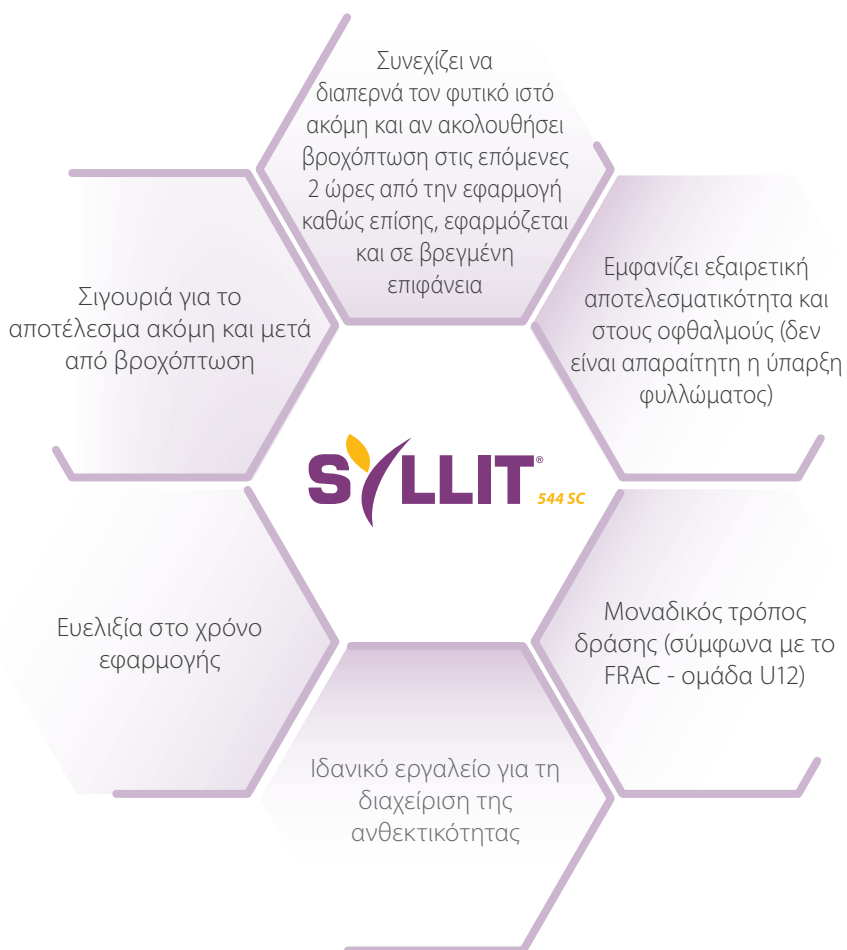 Συνεχίζει να
διαπερνά τον φυτικό ιστό
ακόμη και αν ακολουθήσει
βροχόπτωση στις επόμενες
2 ώρες από την εφαρμογή
καθώς επίσης, εφαρμόζεται
και σε βρεγμένη
επιφάνεια
Σιγουριά για το
αποτέλεσμα ακόμη και μετά
από βροχόπτωση
Εμφανίζει εξαιρετική
αποτελεσματικότητα και
στους οφθαλμούς (δεν
είναι απαραίτητη η ύπαρξη
φυλλώματος)
SYLLIT®
544 SC
Ευελιξία στο χρόνο
εφαρμογής
Μοναδικός τρόπος
δράσης (σύμφωνα με το
FRAC - ομάδα U12)
Ιδανικό εργαλείο για τη
διαχείριση της
ανθεκτικότητας